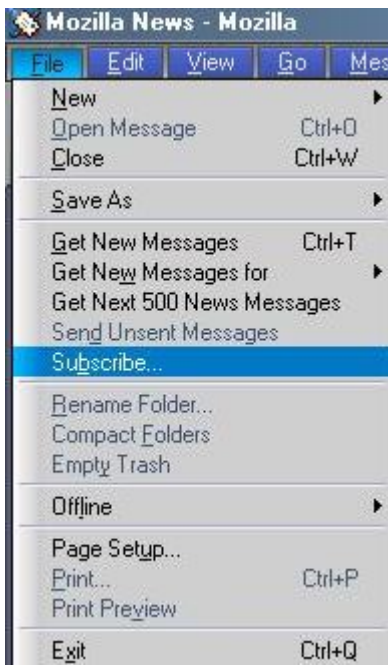 Mozilla News - Mozilla
File Edit View Go Mes
New
Open Message Ctrl+O
Close Ctrl+W
Save As
Get New Messages Ctrl+T
Get New Messages for
Get Next 500 News Messages
Send Unsent Messages
Subscribe...
Rename Folder...
Compact Folders
Empty Trash
Offline
Page Setup...
Print... Ctrl+P
Print Preview
Exit Ctrl+Q